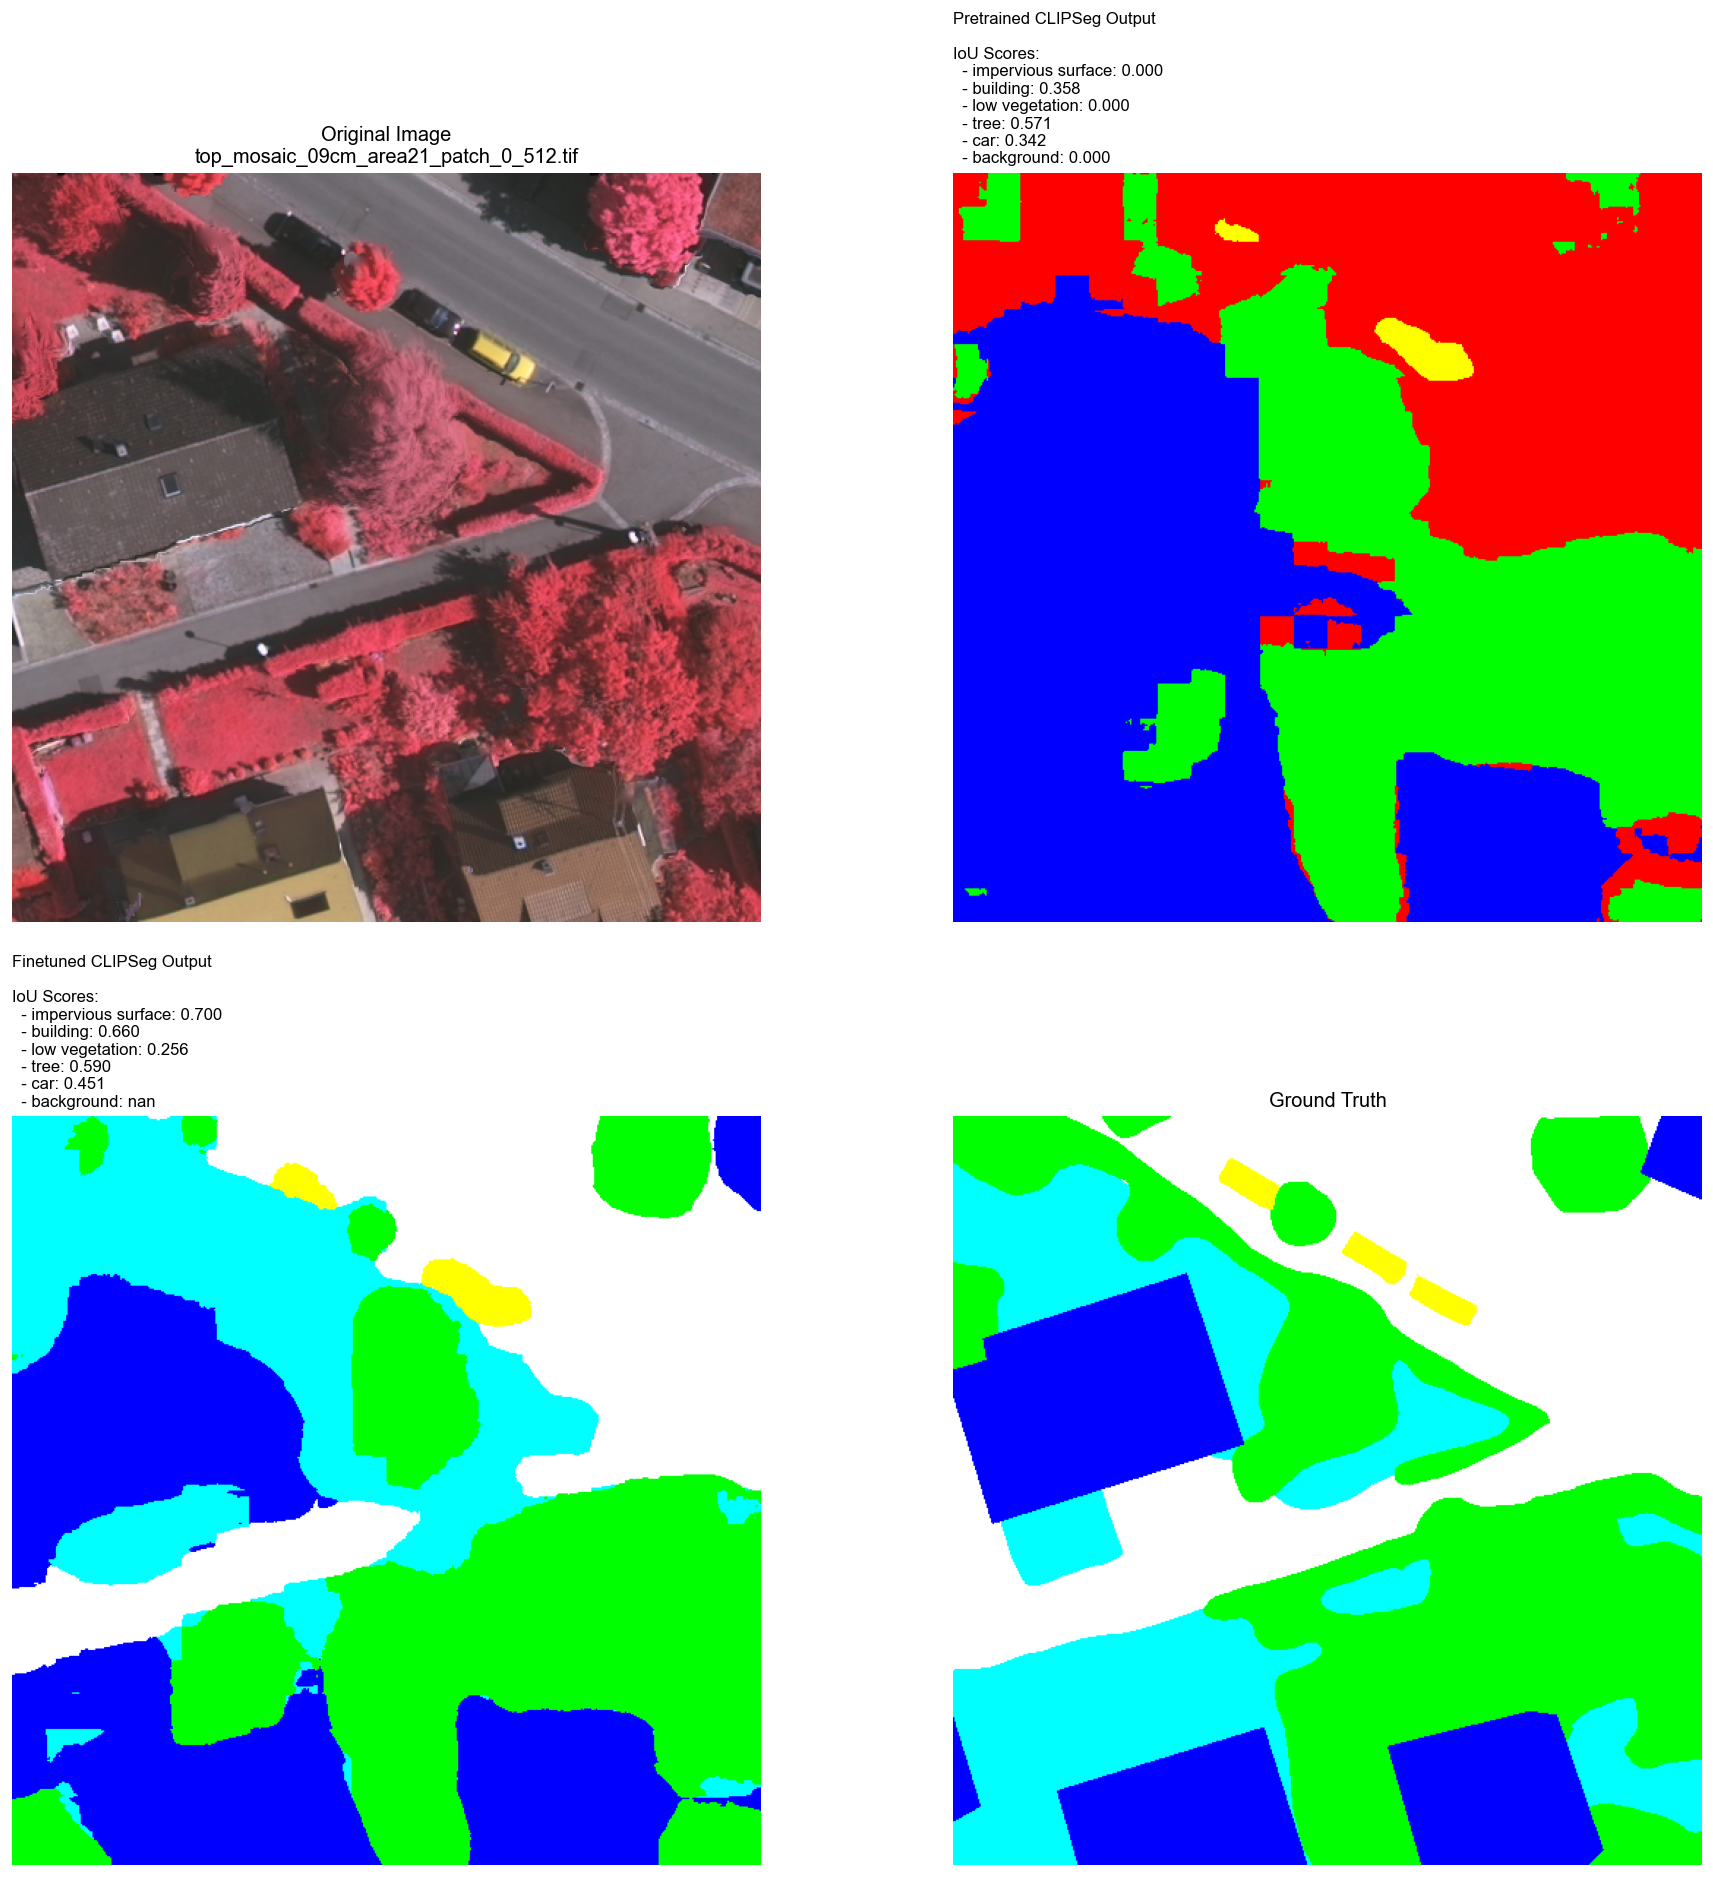 Original Image
top_mosaic_09cm_area21_patch_0_512.tif
Pretrained CLIPSeg Output
IoU Scores:
- impervious surface: 0.000
- building: 0.358
- low vegetation: 0.000
- tree: 0.571
- car: 0.342
- background: 0.000
Finetuned CLIPSeg Output
IoU Scores:
- impervious surface: 0.700
- building: 0.660
- low vegetation: 0.256
- tree: 0.590
- car: 0.451
- background: nan
Ground Truth